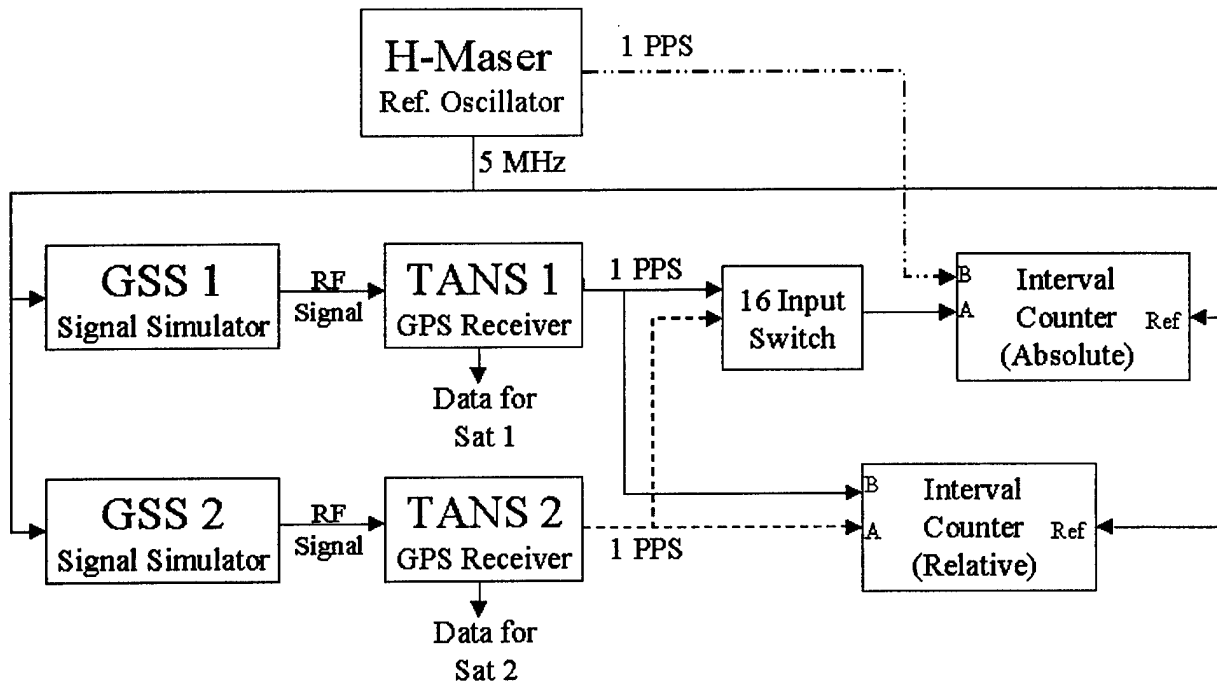 H-Maser
Ref. Oscillator
1 PPS
5 MHz
GSS 1
Signal Simulator
RF
Signal
TANS 1
GPS Receiver
1 PPS
16 Input
Switch
B
A
Interval
Counter
(Absolute)
Ref
Data for
Sat 1
GSS 2
Signal Simulator
RF
Signal
TANS 2
GPS Receiver
1 PPS
B
A
Interval
Counter
(Relative)
Ref
Data for
Sat 2